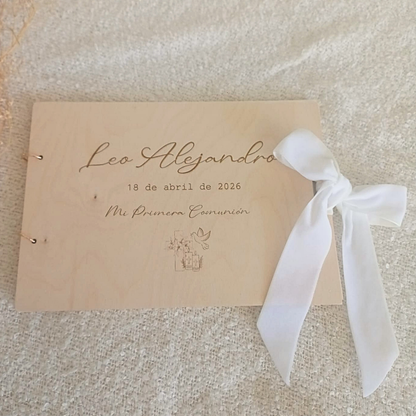 Leo Alejandro
18 de abril de 2026
Mi Primera Comunión